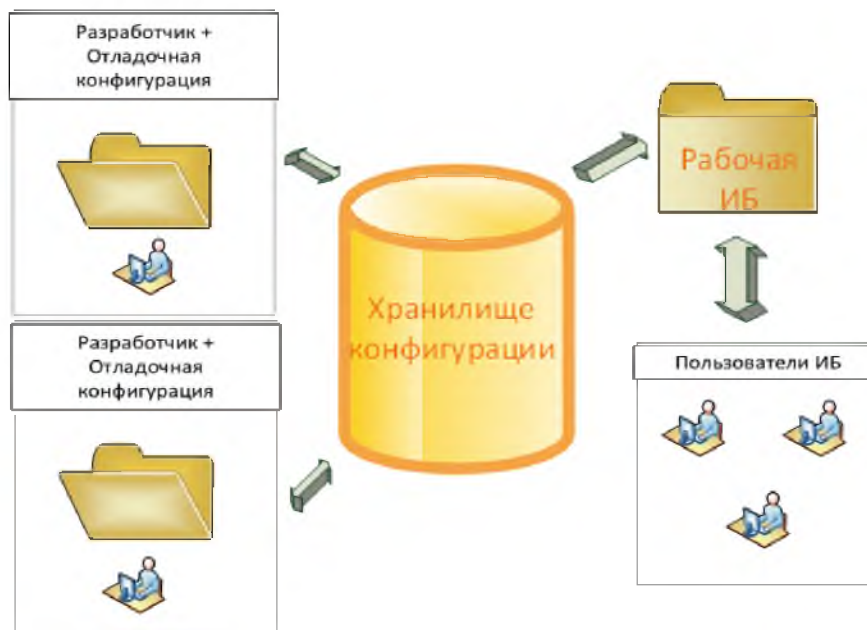 Разработчик +
Отладочная
конфигурация
Рабочая
ИБ
Хранилище
конфигурации
Разработчик +
Отладочная
конфигурация
Пользователи ИБ